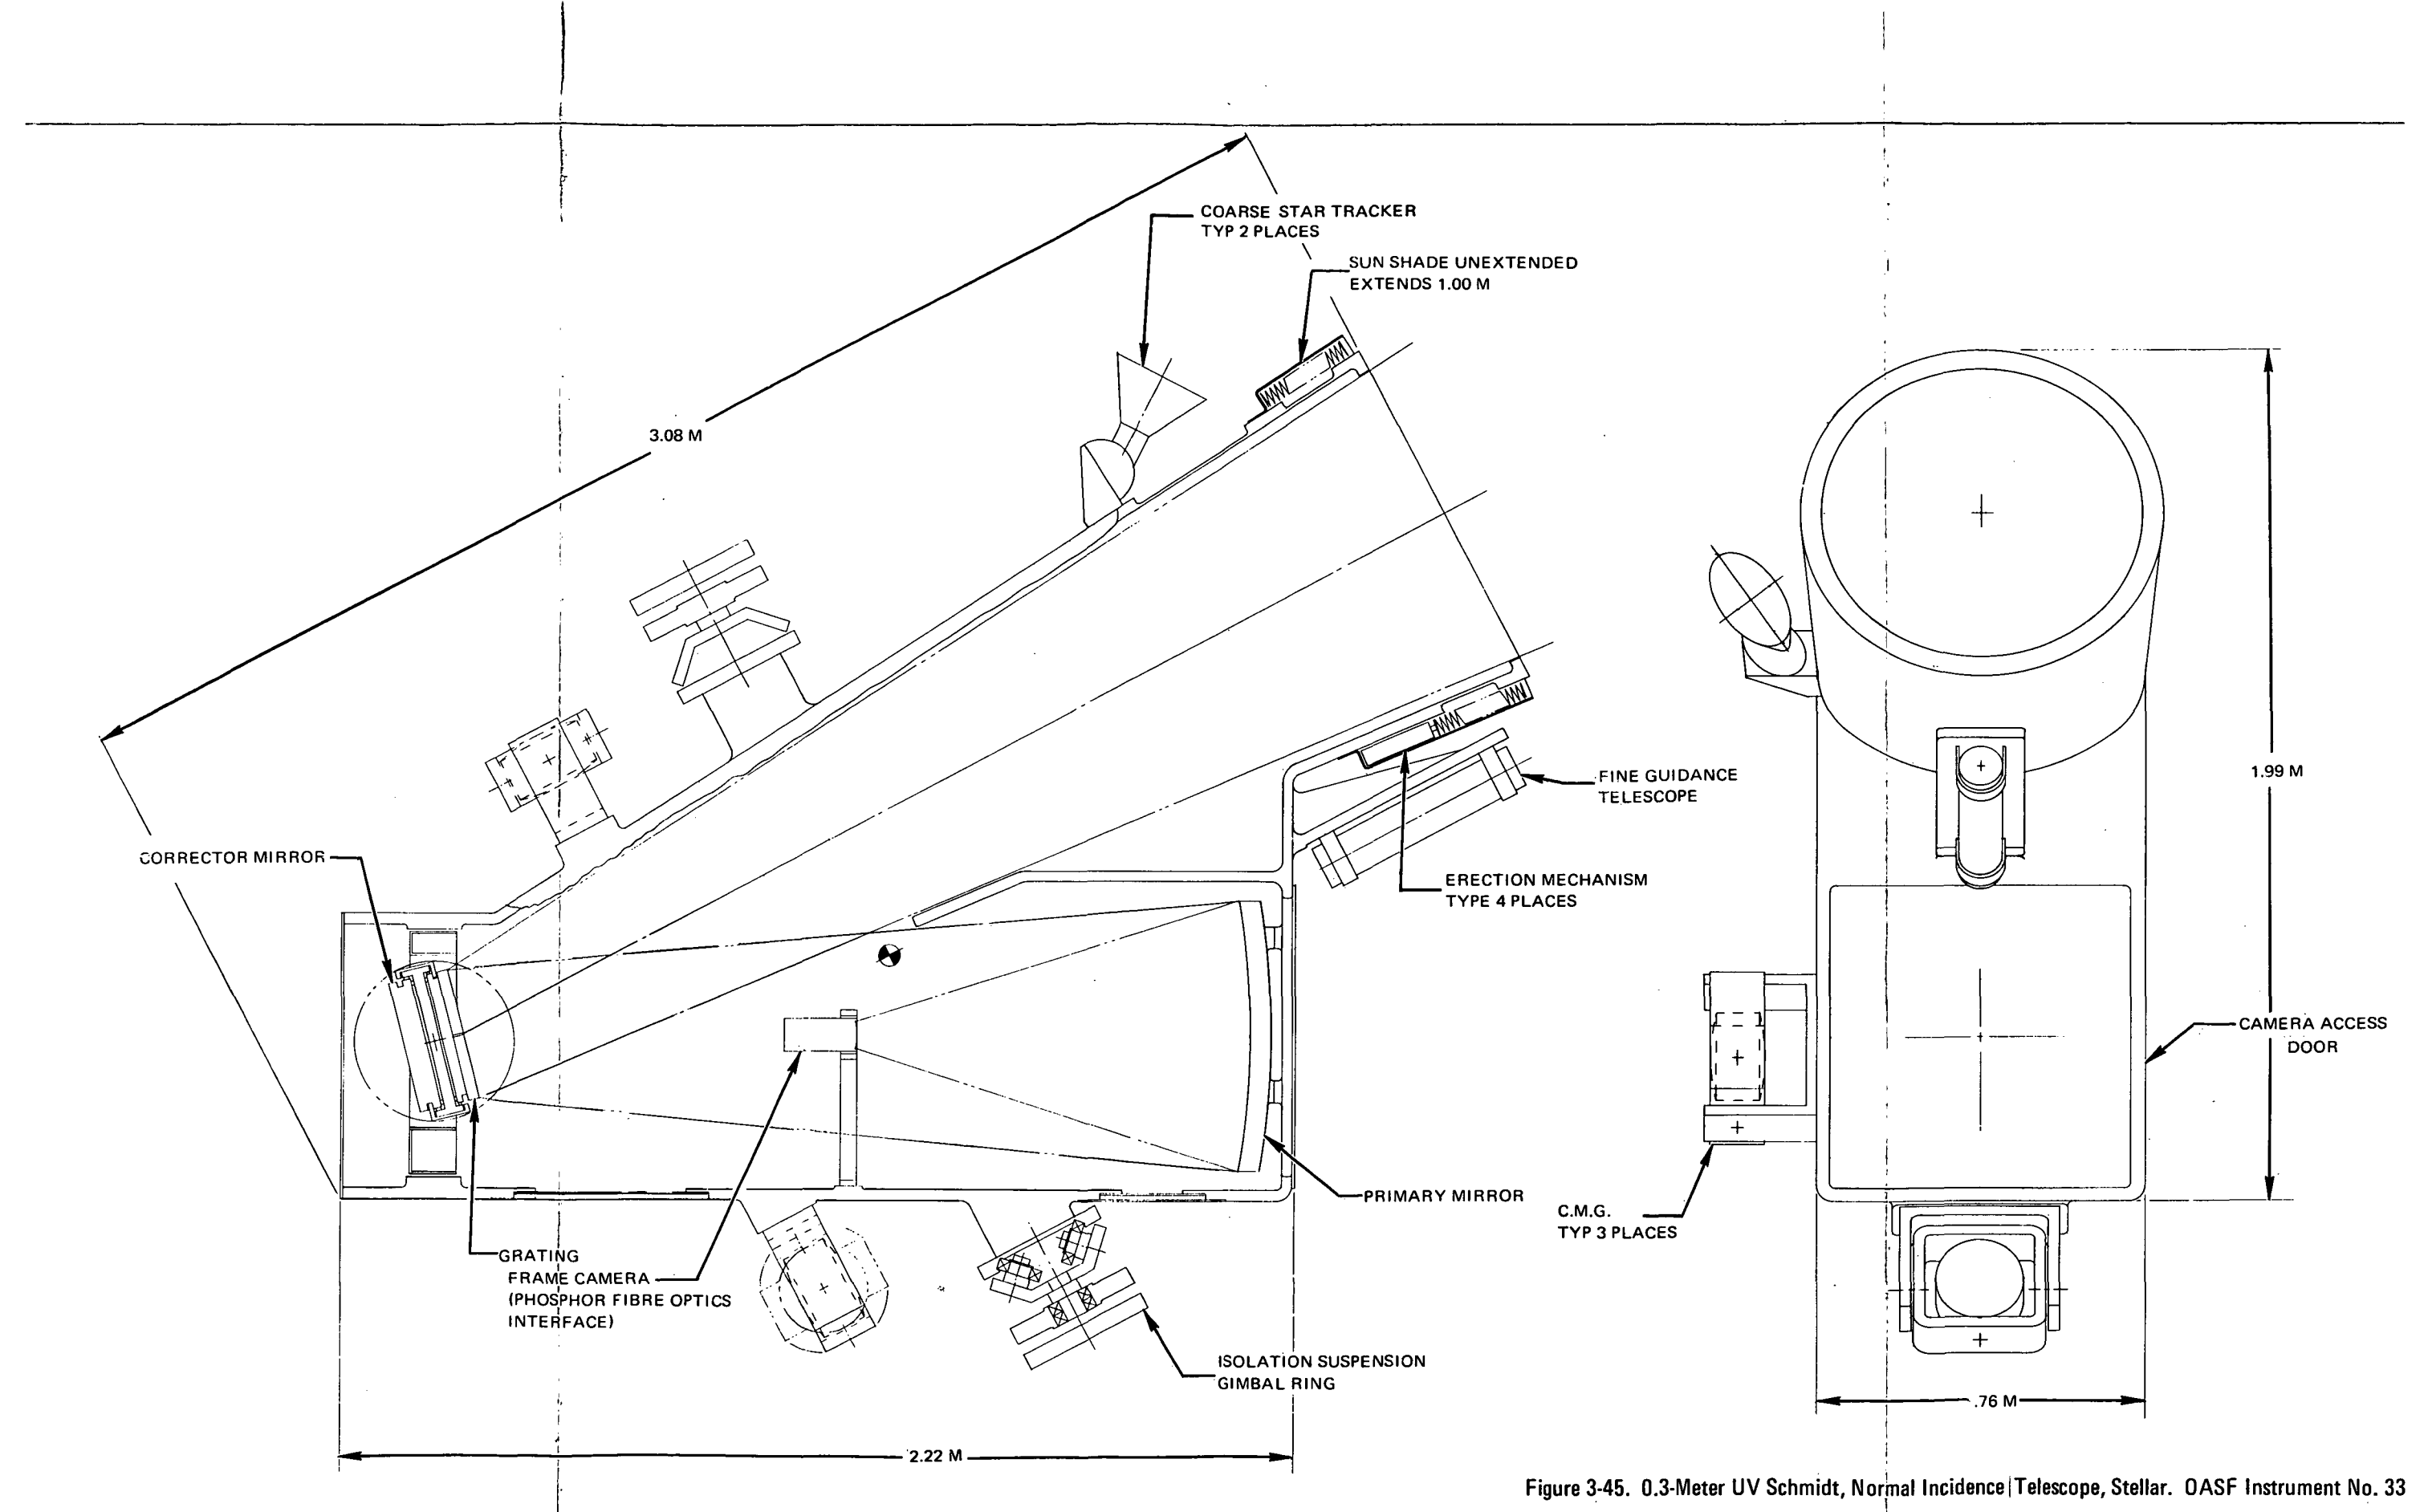 COARSE STAR TRACKER
TYP 2 PLACES
SUN SHADE UNEXTENDED
EXTENDS 1.00 M
3.08 M
1.99 M
FINE GUIDANCE
TELESCOPE
CORRECTOR MIRROR
ERECTION MECHANISM
TYPE 4 PLACES
CAMERA ACCESS
DOOR
PRIMARY MIRROR
C.M.G.
TYP 3 PLACES
GRATING
FRAME CAMERA
(PHOSPHOR FIBRE OPTICS
INTERFACE)
ISOLATION SUSPENSION
GIMBAL RING
.76 M
2.22 M
Figure 3-45. 0.3-Meter UV Schmidt, Normal Incidence Telescope, Stellar. OASF Instrument No. 33